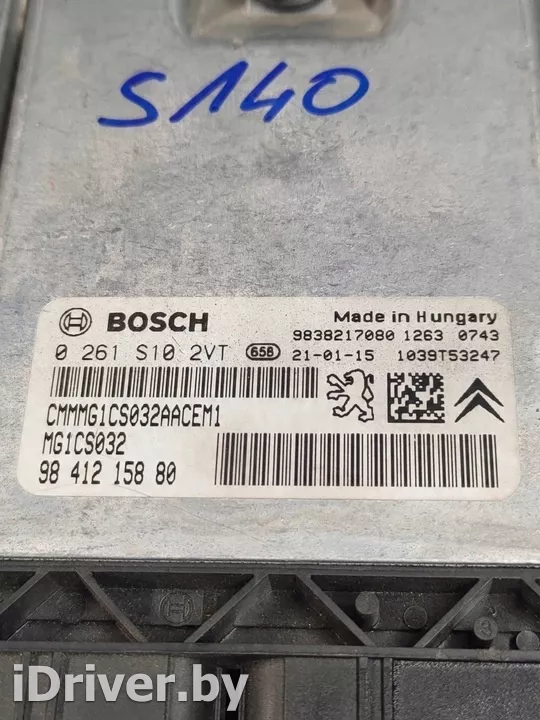 S140
BOSCH
Made in Hungary
9838217080 1263 0743
0 261 S10 2VT 65B 21-01-15 1039T53247
CMMMG1CS032AACEM1
MG1CS032
98 412 158 80
iDriver.by